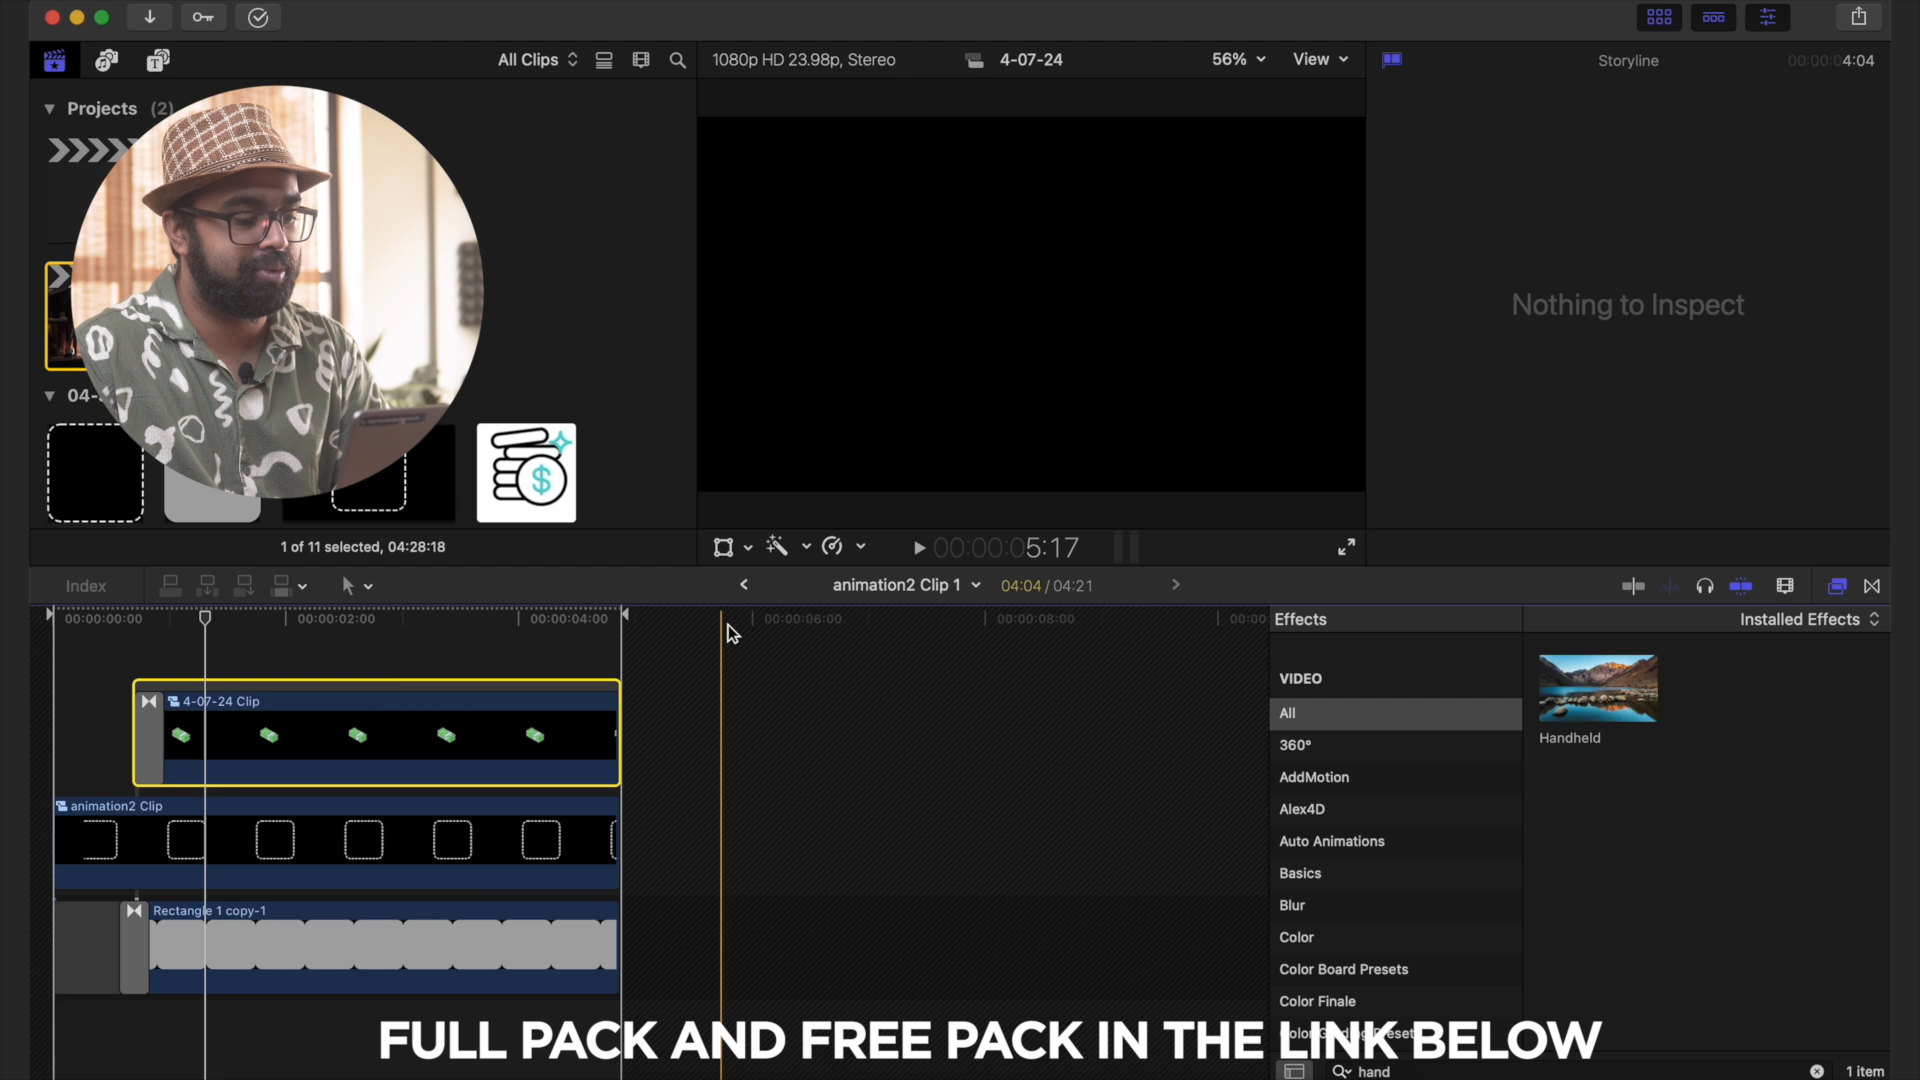 All Clips
1080p HD 23.98p, Stereo
4-07-24
56%
View
Storyline
00:00:04:04
Projects (2)
Nothing to Inspect
04-
$
1 of 11 selected, 04:28:18
00:00:05:17
Index
animation2 Clip 1
04:04 / 04:21
00:00:00:00
00:00:02:00
00:00:04:00
00:00:06:00
00:00:08:00
00:00
Effects
Installed Effects
VIDEO
All
360°
AddMotion
Alex4D
Auto Animations
Basics
Blur
Color
Color Board Presets
Color Finale
Handheld
4-07-24 Clip
animation2 Clip
Rectangle 1 copy-1
FULL PACK AND FREE PACK IN THE LINK BELOW
hand
1 item